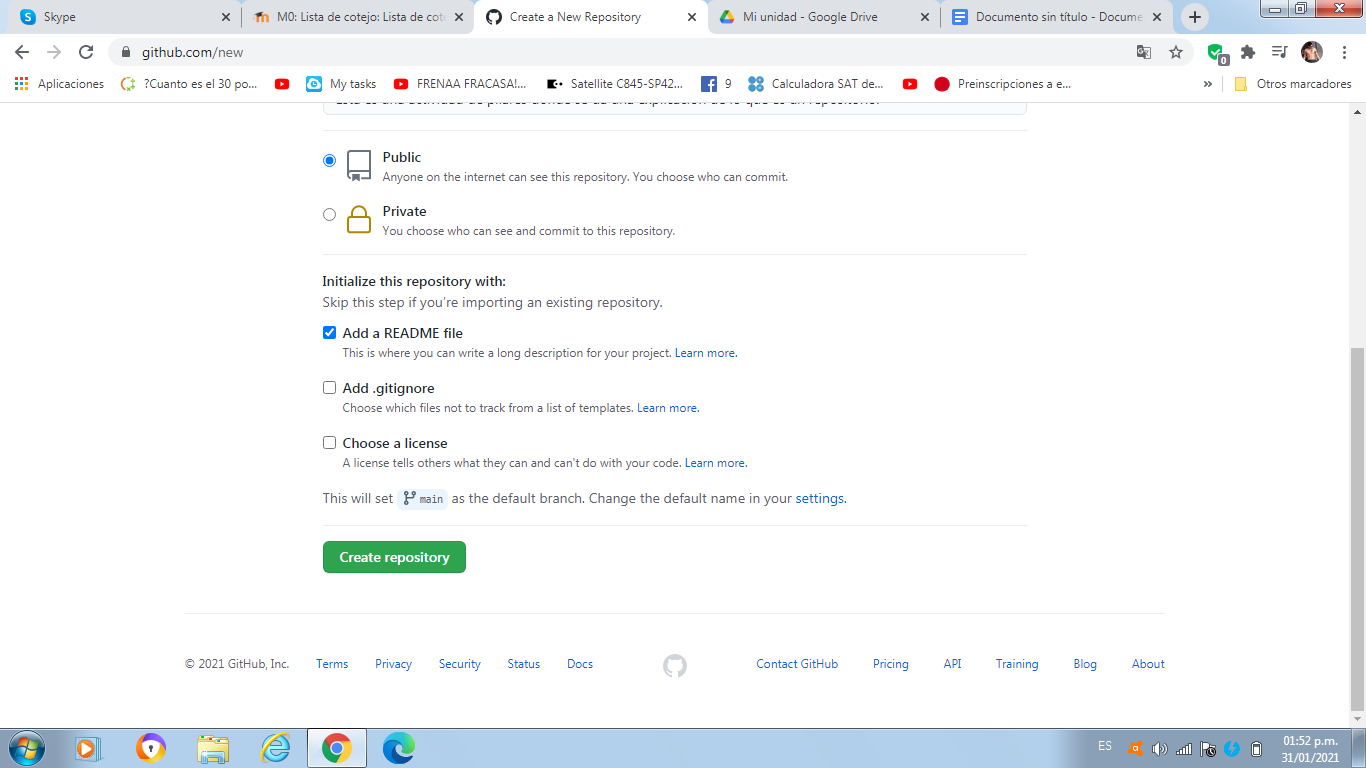 Skype
M0: Lista de cotejo: Lista de cot
Create a New Repository
Mi unidad - Google Drive
Documento sin título - Docume
github.com/new
0
Aplicaciones
?Cuanto es el 30 po...
My tasks
FRENAA FRACASA!...
Satellite C845-SP42...
9
Calculadora SAT de...
Preinscripciones a e...
»
Otros marcadores
Public
Anyone on the internet can see this repository. You choose who can commit.
Private
You choose who can see and commit to this repository.
Initialize this repository with:
Skip this step if you're importing an existing repository.
Add a README file
This is where you can write a long description for your project. Learn more.
Add .gitignore
Choose which files not to track from a list of templates. Learn more.
Choose a license
A license tells others what they can and can't do with your code. Learn more.
This will set main as the default branch. Change the default name in your settings.
Create repository
© 2021 GitHub, Inc. Terms Privacy Security Status Docs Contact GitHub Pricing API Training Blog About
ES
01:52 p.m.
31/01/2021